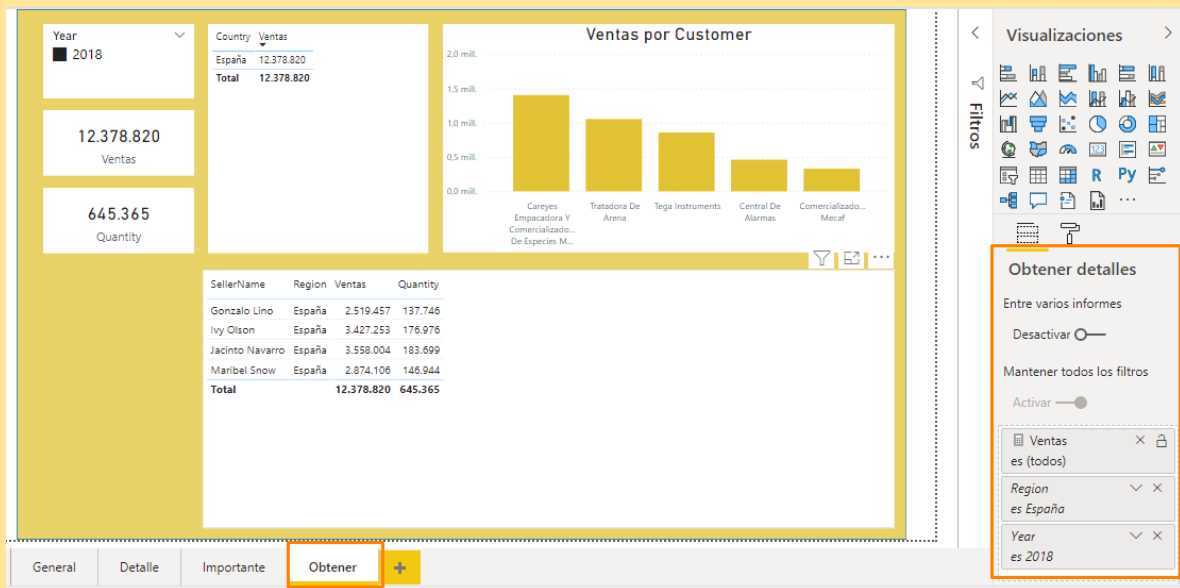 Year
2018
12.378.820
Ventas
645.365
Quantity
Country Ventas
España 12.378.820
Total 12.378.820
Ventas por Customer
2,0 mill.
1,5 mill.
1,0 mill.
0,5 mill.
0,0 mill.
Careyes
Empacadora Y
Comercializado...
De Especies M...
Tratadora De
Arena
Tega Instruments
Central De
Alarmas
Comercializado...
Mecaf
SellerName Region Ventas Quantity
Gonzalo Lino España 2.519.457 137.746
Ivy Olson España 3.427.253 176.976
Jacinto Navarro España 3.558.004 183.699
Maribel Snow España 2.874.106 146.944
Total 12.378.820 645.365
Filtros
Visualizaciones
123
R Py
Obtener detalles
Entre varios informes
Desactivar
Mantener todos los filtros
Activar
Ventas
es (todos)
Region
es España
Year
es 2018
General Detalle Importante Obtener +